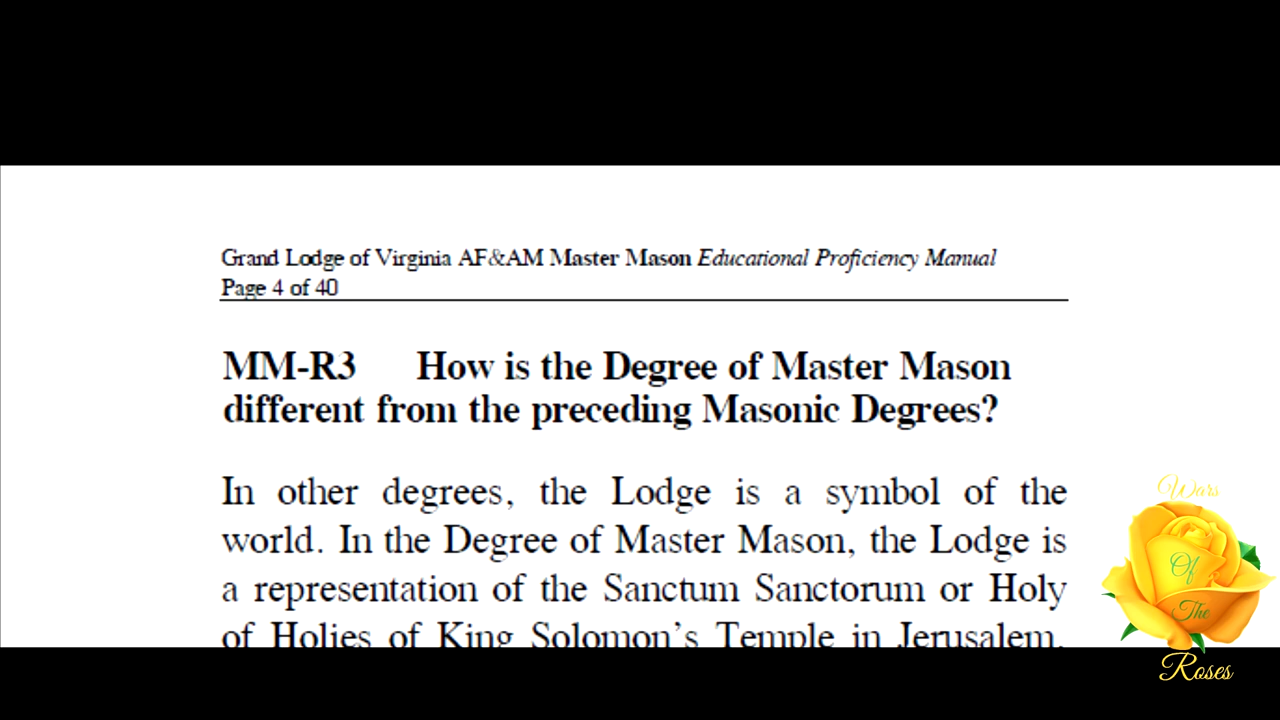 Grand Lodge of Virginia AF&AM Master Mason Educational Proficiency Manual
Page 4 of 40
MM-R3 How is the Degree of Master Mason
different from the preceding Masonic Degrees?
In other degrees, the Lodge is a symbol of the
world. In the Degree of Master Mason, the Lodge is
a representation of the Sanctum Sanctorum or Holy
of Holies of King Solomon's Temple in Jerusalem.
Wars
Of
The
Roses